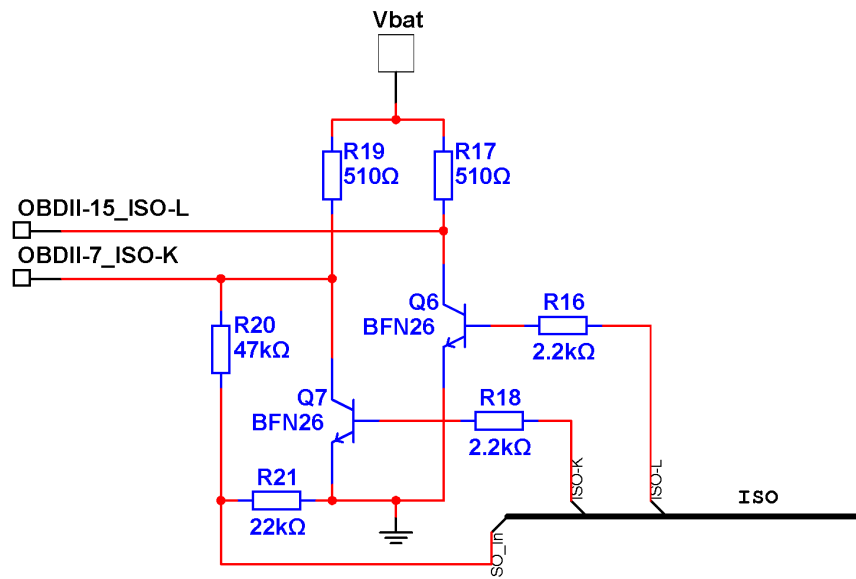 Vbat
R19
510Ω
R17
510Ω
OBDII-15_ISO-L
OBDII-7_ISO-K
Q6
BFN26
R16
2.2kΩ
R20
47kΩ
Q7
BFN26
R18
2.2kΩ
R21
22kΩ
ISO-K
ISO-L
ISO
SO_In